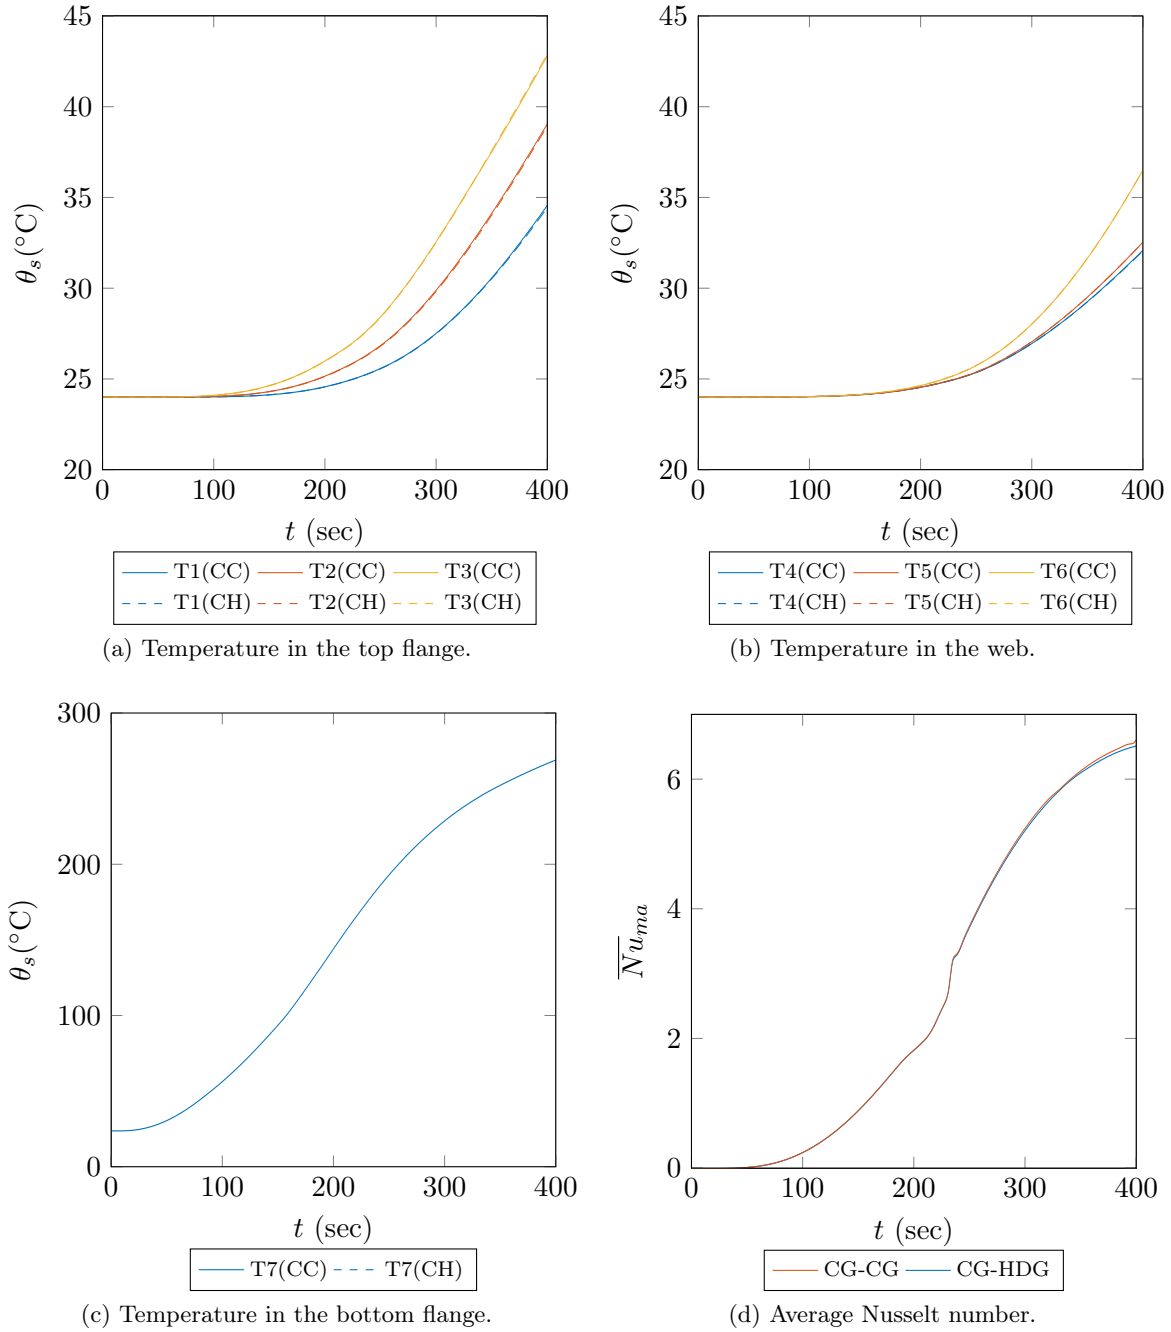 45
40
35
30
25
20
θ_s(°C)
0 100 200 300 400
t (sec)
T1(CC) T2(CC) T3(CC)
T1(CH) T2(CH) T3(CH)
(a) Temperature in the top flange.
45
40
35
30
25
20
θ_s(°C)
0 100 200 300 400
t (sec)
T4(CC) T5(CC) T6(CC)
T4(CH) T5(CH) T6(CH)
(b) Temperature in the web.
300
200
100
0
θ_s(°C)
0 100 200 300 400
t (sec)
T7(CC) T7(CH)
(c) Temperature in the bottom flange.
6
4
2
0
N̅u̅_ma
0 100 200 300 400
t (sec)
CG-CG CG-HDG
(d) Average Nusselt number.